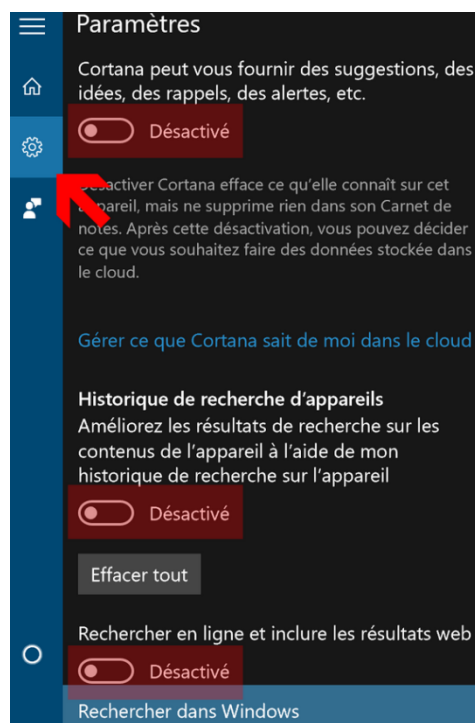 Paramètres
Cortana peut vous fournir des suggestions, des
idées, des rappels, des alertes, etc.
Désactivé
Désactiver Cortana efface ce qu'elle connaît sur cet
appareil, mais ne supprime rien dans son Carnet de
notes. Après cette désactivation, vous pouvez décider
ce que vous souhaitez faire des données stockée dans
le cloud.
Gérer ce que Cortana sait de moi dans le cloud
Historique de recherche d'appareils
Améliorez les résultats de recherche sur les
contenus de l'appareil à l'aide de mon
historique de recherche sur l'appareil
Désactivé
Effacer tout
Rechercher en ligne et inclure les résultats web
Désactivé
Rechercher dans Windows